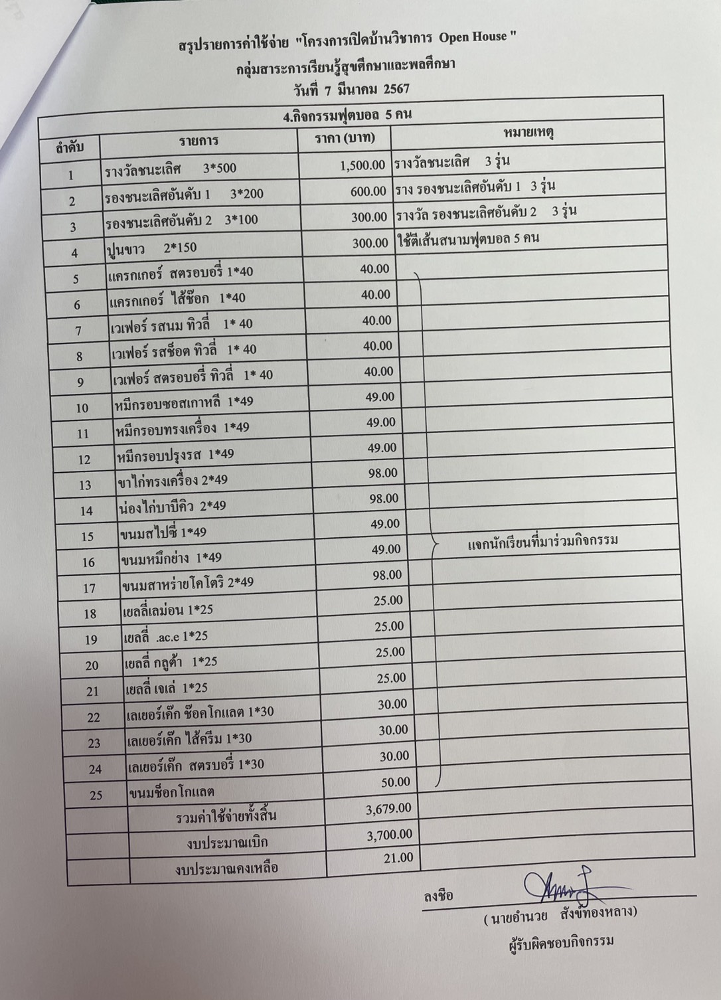 สรุปรายการค่าใช้จ่าย "โครงการเปิดบ้านวิชาการ Open House "
กลุ่มสาระการเรียนรู้สุขศึกษาและพลศึกษา
วันที่ 7 มีนาคม 2567
4.กิจกรรมฟุตบอล 5 คน
ลำดับ รายการ ราคา (บาท) หมายเหตุ
1 รางวัลชนะเลิศ 3*500 1,500.00 รางวัลชนะเลิศ 3 รุ่น
2 รองชนะเลิศอันดับ 1 3*200 600.00 ราง รองชนะเลิศอันดับ 1 3 รุ่น
3 รองชนะเลิศอันดับ 2 3*100 300.00 รางวัล รองชนะเลิศอันดับ 2 3 รุ่น
4 ปูนขาว 2*150 300.00 ใช้ตีเส้นสนามฟุตบอล 5 คน
5 แครกเกอร์ สตรอบอรี่ 1*40 40.00
6 แครกเกอร์ ไส้ช๊อก 1*40 40.00
7 เวเฟอร์ รสนม ทิวลี่ 1* 40 40.00
8 เวเฟอร์ รสช็อต ทิวลี่ 1* 40 40.00
9 เวเฟอร์ สตรอบอรี่ ทิวลี่ 1* 40 40.00
10 หมีกรอบซอสเกาหลี 1*49 49.00
11 หมีกรอบทรงเครื่อง 1*49 49.00
12 หมีกรอบปรุงรส 1*49 49.00
13 ขาไก่ทรงเครื่อง 2*49 98.00
14 น่องไก่บาบีคิว 2*49 98.00
15 ขนมสไปซี่ 1*49 49.00
16 ขนมหมึกย่าง 1*49 49.00 แจกนักเรียนที่มาร่วมกิจกรรม
17 ขนมสาหร่ายโคโตริ 2*49 98.00
18 เยลลี่เลม่อน 1*25 25.00
19 เยลลี่ .ac.e 1*25 25.00
20 เยลลี่ กลูต้า 1*25 25.00
21 เยลลี่ เจเล่ 1*25 25.00
22 เลเยอร์เค๊ก ช๊อคโกแลต 1*30 30.00
23 เลเยอร์เค๊ก ไส้ครีม 1*30 30.00
24 เลเยอร์เค๊ก สตรบอรี่ 1*30 30.00
25 ขนมช็อกโกแลต 50.00
รวมค่าใช้จ่ายทั้งสิ้น 3,679.00
งบประมาณเบิก 3,700.00
งบประมาณคงเหลือ 21.00
ลงชือ
( นายอำนวย สังข์ทองหลาง)
ผู้รับผิดชอบกิจกรรม